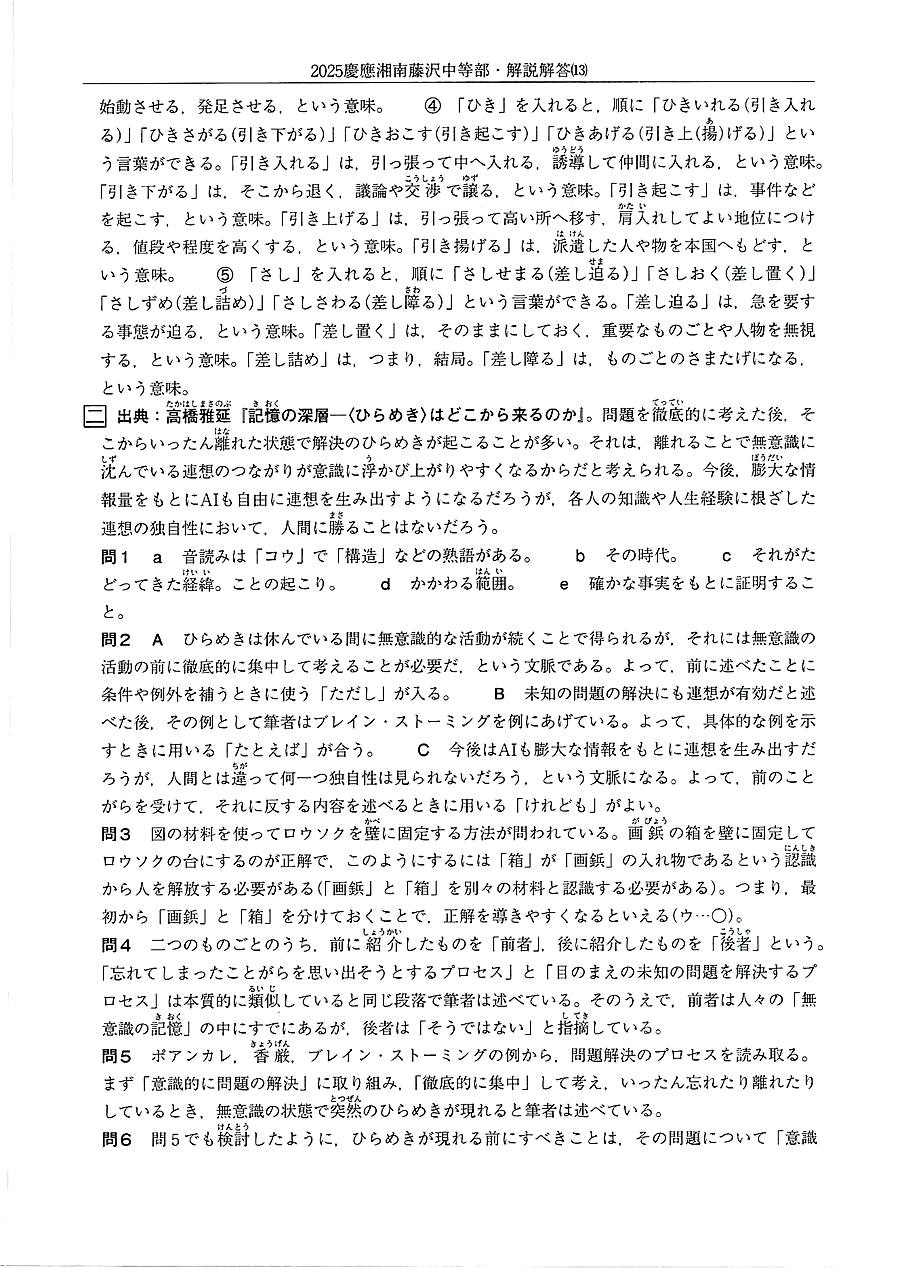 2025慶應湘南藤沢中等部・解説解答⒀
始動させる，発足させる，という意味。　④　「ひき」を入れると，順に「ひきいれる(引き入れ
る)」「ひきさがる(引き下がる)」「ひきおこす(引き起こす)」「ひきあげる(引き上(揚)げる)」とい
う言葉ができる。「引き入れる」は，引っ張って中へ入れる，誘導して仲間に入れる，という意味。
「引き下がる」は，そこから退く，議論や交渉で譲る，という意味。「引き起こす」は，事件など
を起こす，という意味。「引き上げる」は，引っ張って高い所へ移す，肩入れしてよい地位につけ
る，値段や程度を高くする，という意味。「引き揚げる」は，派遣した人や物を本国へもどす，と
いう意味。　⑤　「さし」を入れると，順に「さしせまる(差し迫る)」「さしおく(差し置く)」
「さしずめ(差し詰め)」「さしさわる(差し障る)」という言葉ができる。「差し迫る」は，急を要す
る事態が迫る，という意味。「差し置く」は，そのままにしておく，重要なものごとや人物を無視
する，という意味。「差し詰め」は，つまり，結局。「差し障る」は，ものごとのさまたげになる，
という意味。
二　出典：高橋雅延『記憶の深層―〈ひらめき〉はどこから来るのか』。問題を徹底的に考えた後，そ
こからいったん離れた状態で解決のひらめきが起こることが多い。それは，離れることで無意識に
沈んでいる連想のつながりが意識に浮かび上がりやすくなるからだと考えられる。今後，膨大な情
報量をもとにAIも自由に連想を生み出すようになるだろうが，各人の知識や人生経験に根ざした
連想の独自性において，人間に勝ることはないだろう。
問1　a　音読みは「コウ」で「構造」などの熟語がある。　b　その時代。　c　それがた
どってきた経緯。ことの起こり。　d　かかわる範囲。　e　確かな事実をもとに証明するこ
と。
問2　A　ひらめきは休んでいる間に無意識的な活動が続くことで得られるが，それには無意識の
活動の前に徹底的に集中して考えることが必要だ，という文脈である。よって，前に述べたことに
条件や例外を補うときに使う「ただし」が入る。　B　未知の問題の解決にも連想が有効だと述
べた後，その例として筆者はブレイン・ストーミングを例にあげている。よって，具体的な例を示
すときに用いる「たとえば」が合う。　C　今後はAIも膨大な情報をもとに連想を生み出すだ
ろうが，人間とは違って何一つ独自性は見られないだろう，という文脈になる。よって，前のこと
がらを受けて，それに反する内容を述べるときに用いる「けれども」がよい。
問3　図の材料を使ってロウソクを壁に固定する方法が問われている。画鋲の箱を壁に固定して
ロウソクの台にするのが正解で，このようにするには「箱」が「画鋲」の入れ物であるという認識
から人を解放する必要がある(「画鋲」と「箱」を別々の材料と認識する必要がある)。つまり，最
初から「画鋲」と「箱」を分けておくことで，正解を導きやすくなるといえる(ウ…○)。
問4　二つのものごとのうち，前に紹介したものを「前者」，後に紹介したものを「後者」という。
「忘れてしまったことがらを思い出そうとするプロセス」と「目のまえの未知の問題を解決するプ
ロセス」は本質的に類似していると同じ段落で筆者は述べている。そのうえで，前者は人々の「無
意識の記憶」の中にすでにあるが，後者は「そうではない」と指摘している。
問5　ポアンカレ，香厳，ブレイン・ストーミングの例から，問題解決のプロセスを読み取る。
まず「意識的に問題の解決」に取り組み，「徹底的に集中」して考え，いったん忘れたり離れたり
しているとき，無意識の状態で突然のひらめきが現れると筆者は述べている。
問6　問5でも検討したように，ひらめきが現れる前にすべきことは，その問題について「意識